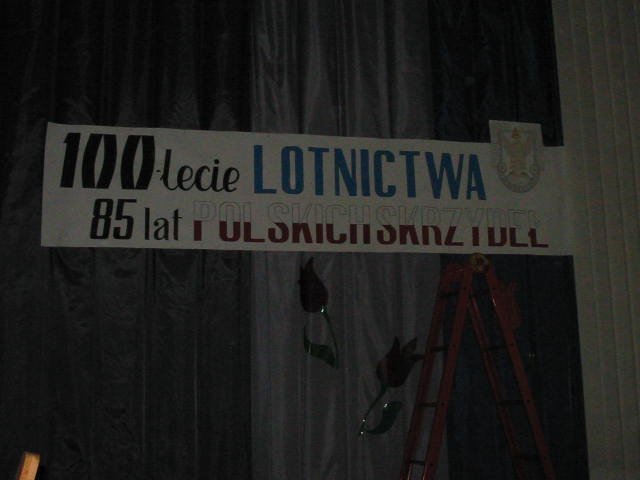 100-lecie LOTNICTWA
85 lat POLSKICH SKRZYDEŁ